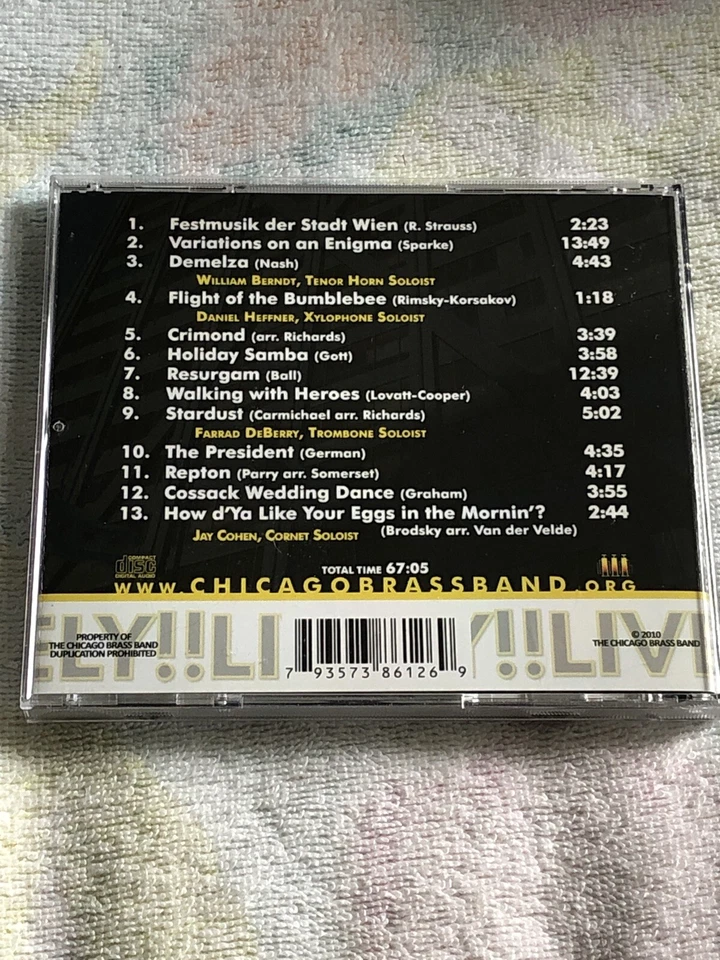 1. Festmusik der Stadt Wien (R. Strauss) 2:23
2. Variations on an Enigma (Sparke) 13:49
3. Demelza (Nash) 4:43
William Berndt, Tenor Horn Soloist
4. Flight of the Bumblebee (Rimsky-Korsakov) 1:18
Daniel Heffner, Xylophone Soloist
5. Crimond (arr. Richards) 3:39
6. Holiday Samba (Gott) 3:58
7. Resurgam (Ball) 12:39
8. Walking with Heroes (Lovatt-Cooper) 4:03
9. Stardust (Carmichael arr. Richards) 5:02
Farrad DeBerry, Trombone Soloist
10. The President (German) 4:35
11. Repton (Parry arr. Somerset) 4:17
12. Cossack Wedding Dance (Graham) 3:55
13. How d'Ya Like Your Eggs in the Mornin'? 2:44
Jay Cohen, Cornet Soloist (Brodsky arr. Van der Velde)
COMPACT
disc
DIGITAL AUDIO
TOTAL TIME 67:05
WWW.CHICAGOBRASSBAND.ORG
ELY!!LI Y!!LIVE
PROPERTY OF
THE CHICAGO BRASS BAND
DUPLICATION PROHIBITED
7 93573 86126 9
© 2010
THE CHICAGO BRASS BAND